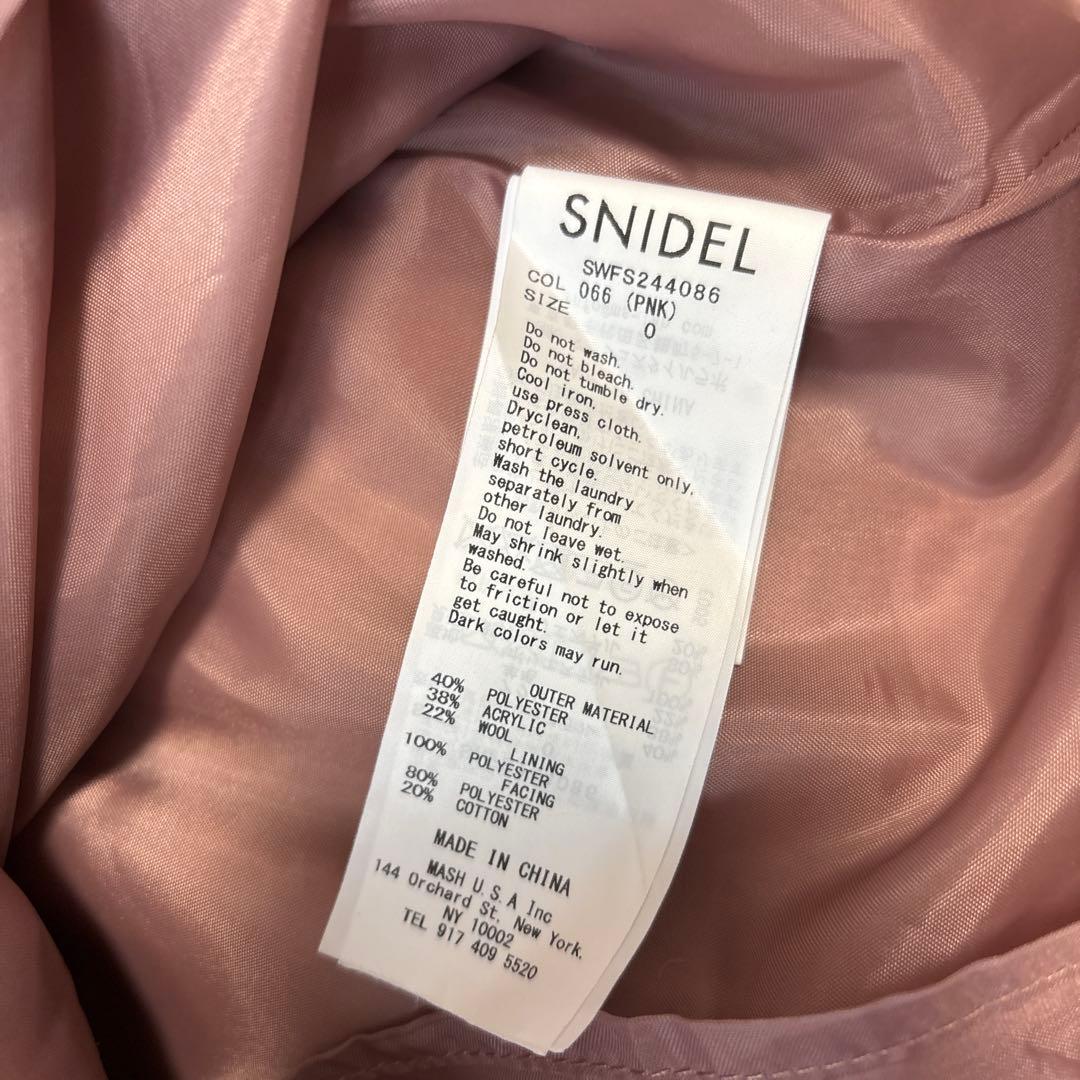 SNIDEL
SWFS244086
COL 066 (PNK)
SIZE 0
Do not wash.
Do not bleach.
Do not tumble dry.
Cool iron,
use press cloth.
Dryclean,
petroleum solvent only,
short cycle.
Wash the laundry
separately from
other laundry.
Do not leave wet.
May shrink slightly when
washed.
Be careful not to expose
to friction or let it
get caught.
Dark colors may run.
OUTER MATERIAL
40% POLYESTER
38% ACRYLIC
22% WOOL
LINING
100% POLYESTER
FACING
80% POLYESTER
20% COTTON
MADE IN CHINA
MASH U.S.A Inc
144 Orchard St, New York.
NY 10002
TEL 917 409 5520